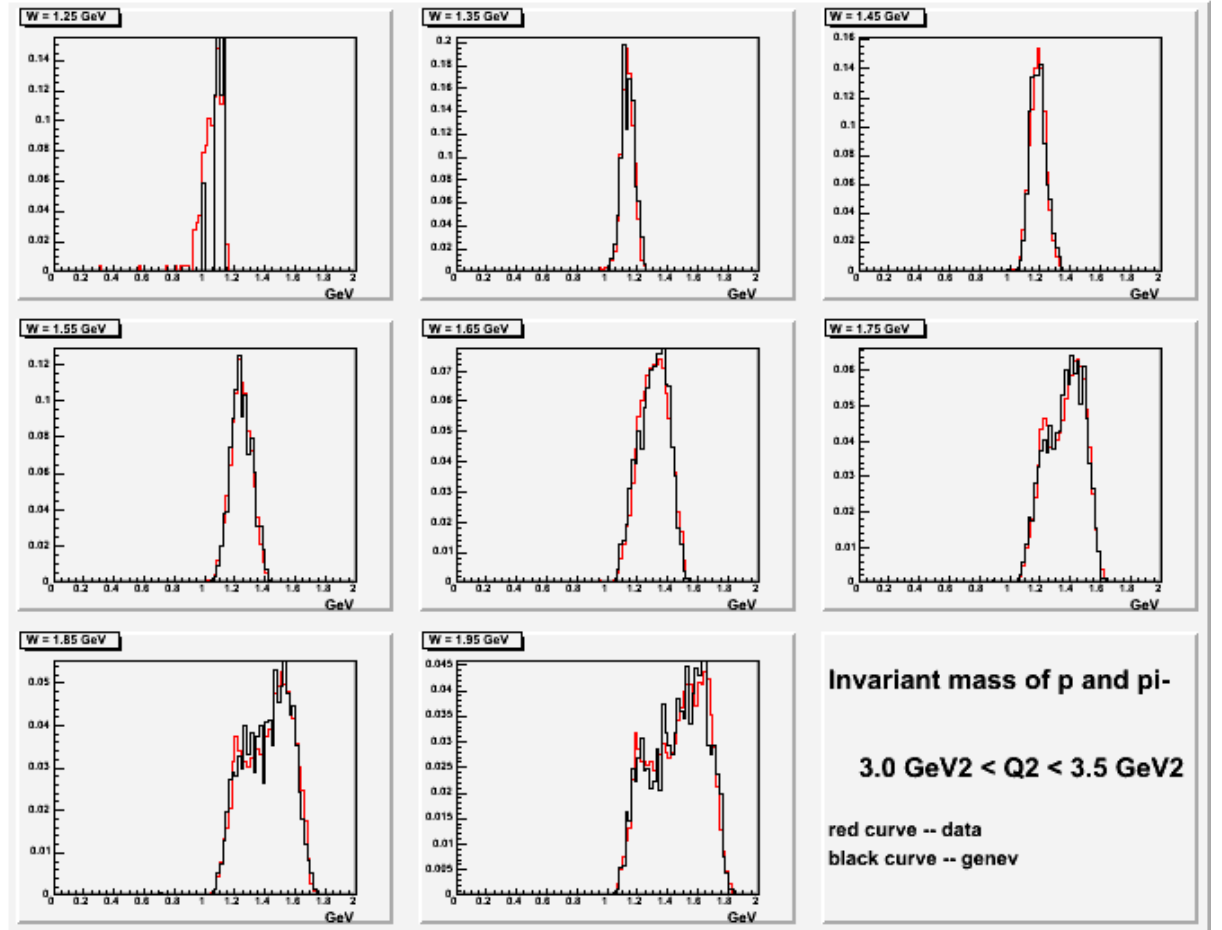 W = 1.25 GeV
0.14
0.12
0.1
0.08
0.06
0.04
0.02
0
0 0.2 0.4 0.6 0.8 1 1.2 1.4 1.6 1.8 2
GeV
W = 1.35 GeV
0.2
0.18
0.16
0.14
0.12
0.1
0.08
0.06
0.04
0.02
0
0 0.2 0.4 0.6 0.8 1 1.2 1.4 1.6 1.8 2
GeV
W = 1.45 GeV
0.16
0.14
0.12
0.1
0.08
0.06
0.04
0.02
0
0 0.2 0.4 0.6 0.8 1 1.2 1.4 1.6 1.8 2
GeV
W = 1.55 GeV
0.12
0.1
0.08
0.06
0.04
0.02
0
0 0.2 0.4 0.6 0.8 1 1.2 1.4 1.6 1.8 2
GeV
W = 1.65 GeV
0.07
0.06
0.05
0.04
0.03
0.02
0.01
0
0 0.2 0.4 0.6 0.8 1 1.2 1.4 1.6 1.8 2
GeV
W = 1.75 GeV
0.06
0.05
0.04
0.03
0.02
0.01
0
0 0.2 0.4 0.6 0.8 1 1.2 1.4 1.6 1.8 2
GeV
W = 1.85 GeV
0.05
0.04
0.03
0.02
0.01
0
0 0.2 0.4 0.6 0.8 1 1.2 1.4 1.6 1.8 2
GeV
W = 1.95 GeV
0.045
0.04
0.035
0.03
0.025
0.02
0.015
0.01
0.005
0
0 0.2 0.4 0.6 0.8 1 1.2 1.4 1.6 1.8 2
GeV
Invariant mass of p and pi-
3.0 GeV2 < Q2 < 3.5 GeV2
red curve -- data
black curve -- genev